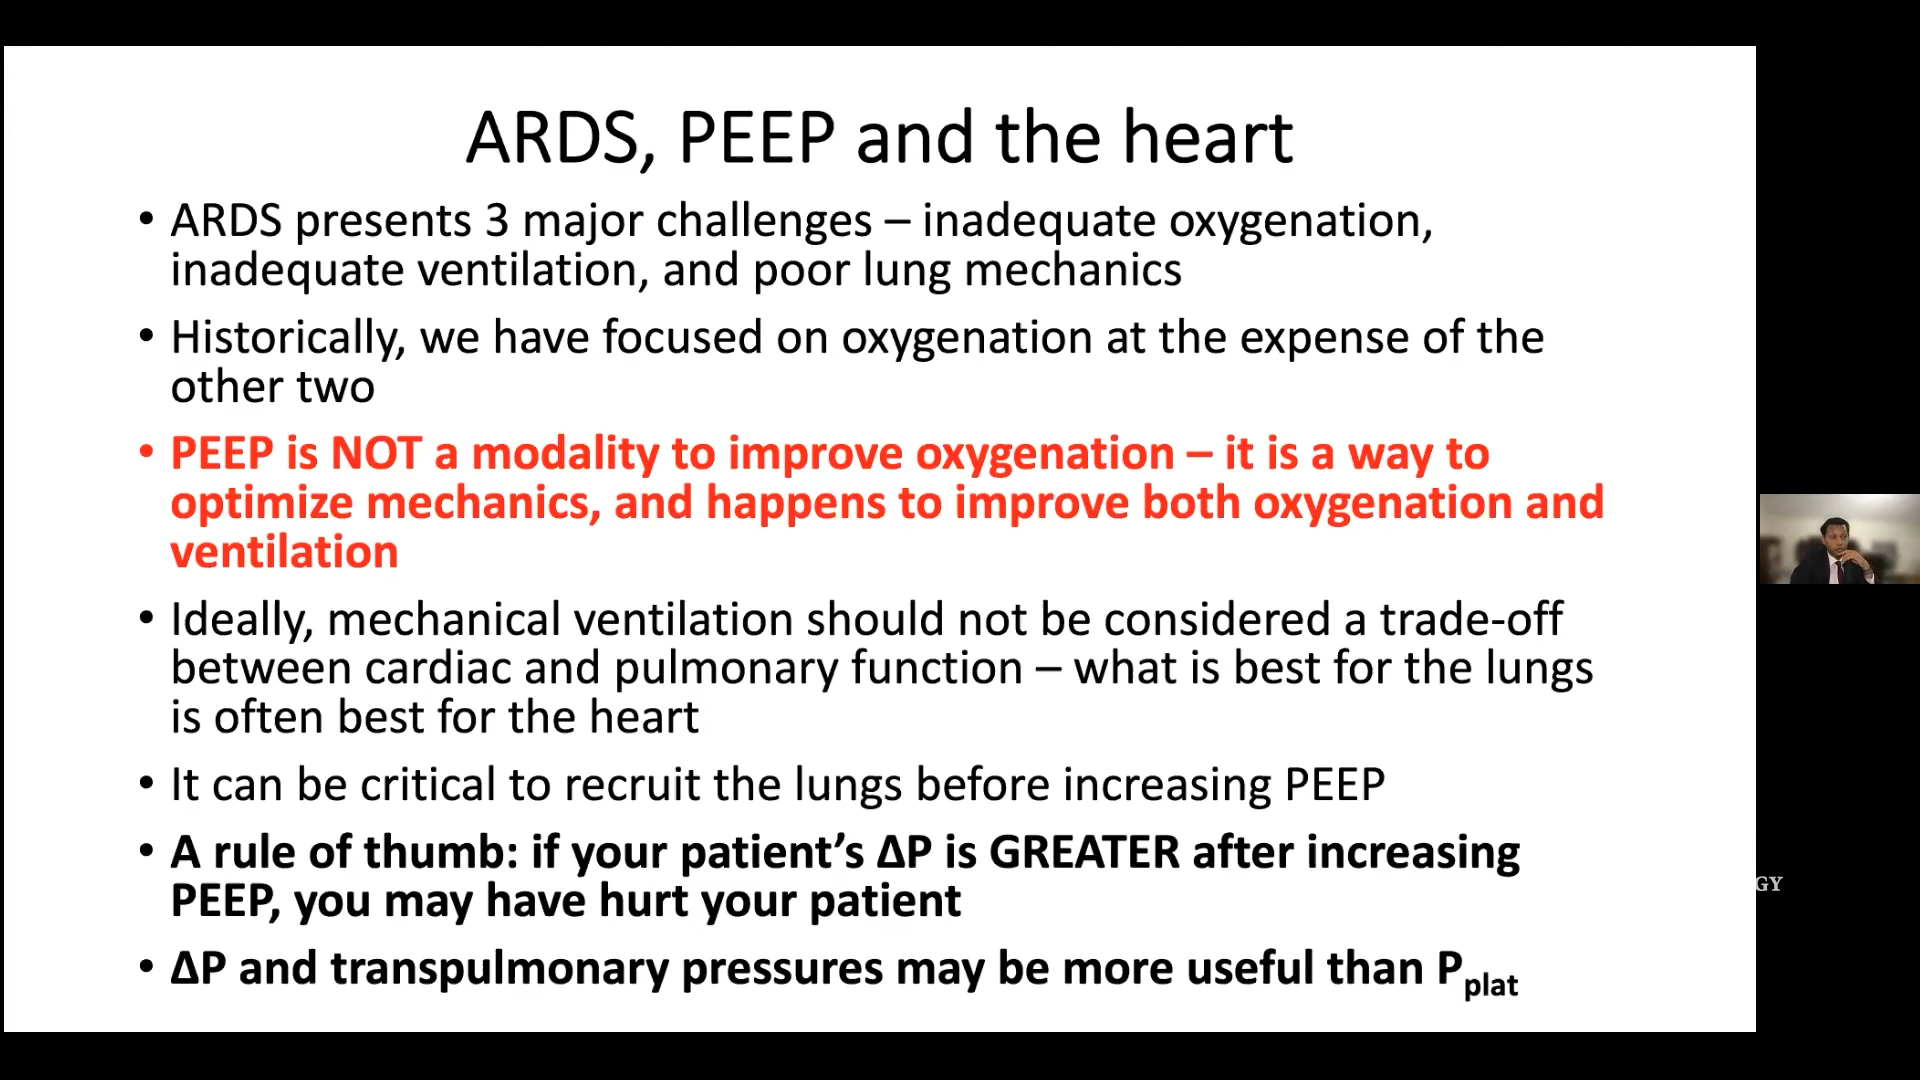 ARDS, PEEP and the heart
• ARDS presents 3 major challenges – inadequate oxygenation,
inadequate ventilation, and poor lung mechanics
• Historically, we have focused on oxygenation at the expense of the
other two
• PEEP is NOT a modality to improve oxygenation – it is a way to
optimize mechanics, and happens to improve both oxygenation and
ventilation
• Ideally, mechanical ventilation should not be considered a trade-off
between cardiac and pulmonary function – what is best for the lungs
is often best for the heart
• It can be critical to recruit the lungs before increasing PEEP
• A rule of thumb: if your patient’s ΔP is GREATER after increasing
PEEP, you may have hurt your patient
• ΔP and transpulmonary pressures may be more useful than Pplat
GY